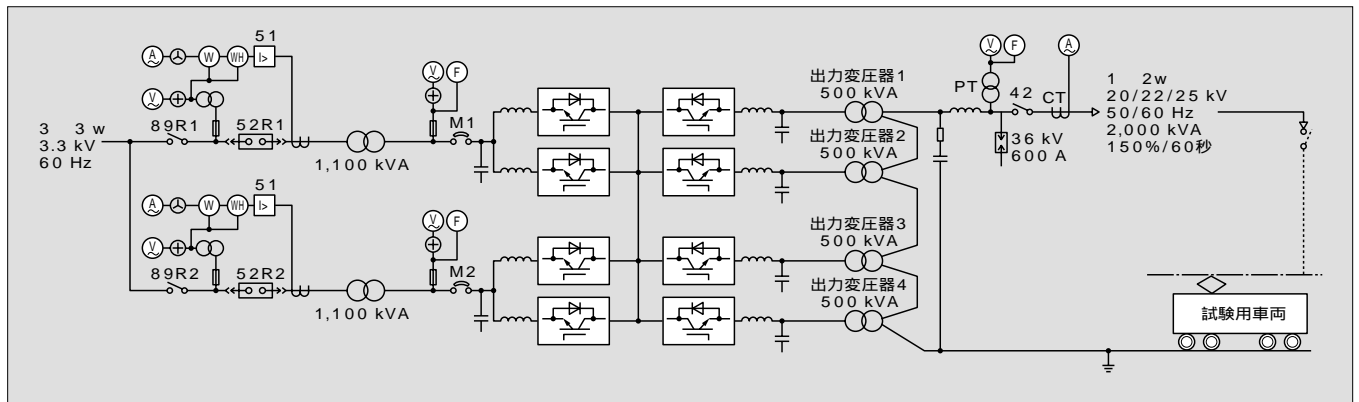 51
A W WH I>
V
3 3w
3.3 kV
60 Hz
89R1
52R1
1,100 kVA
V F
M1
51
A W WH I>
V
89R2
52R2
1,100 kVA
V F
M2
出力変圧器1
500 kVA
出力変圧器2
500 kVA
出力変圧器3
500 kVA
出力変圧器4
500 kVA
V F
PT
42
CT
A
36 kV
600 A
1 2w
20/22/25 kV
50/60 Hz
2,000 kVA
150%/60秒
試験用車両